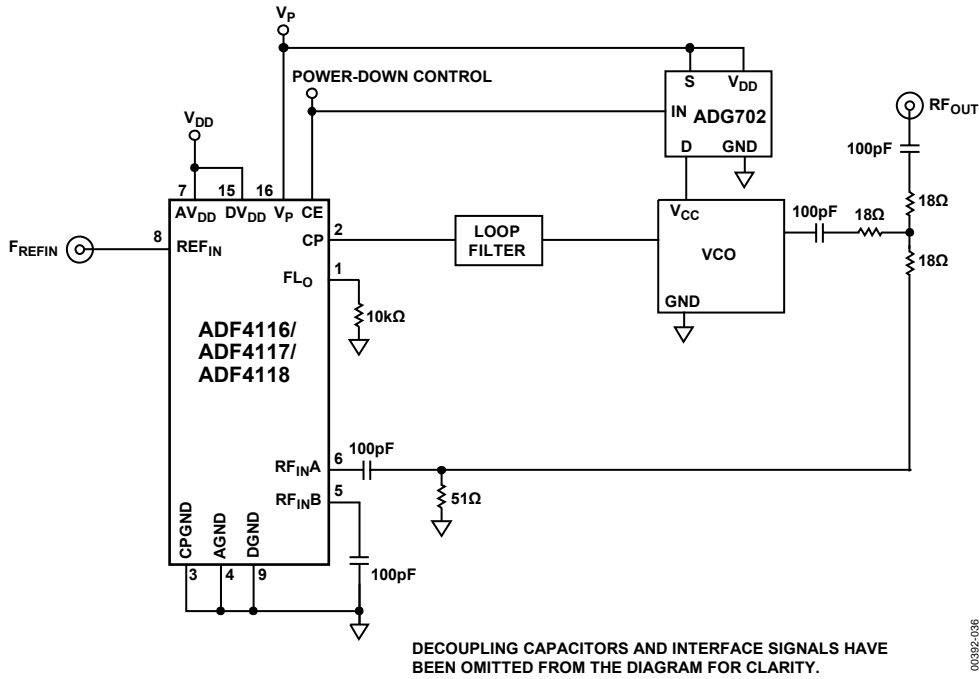 VP
POWER-DOWN CONTROL
S VDD
IN ADG702
D GND
RFOUT
100pF
18Ω
VDD
7 15 16
AVDD DVDD VP CE
FREFIN
8 REFIN
CP 2
LOOP
FILTER
VCC
VCO
GND
100pF
18Ω
18Ω
FLO 1
10kΩ
ADF4116/
ADF4117/
ADF4118
RFINA 6
100pF
51Ω
RFINB 5
100pF
CPGND AGND DGND
3 4 9
DECOUPLING CAPACITORS AND INTERFACE SIGNALS HAVE
BEEN OMITTED FROM THE DIAGRAM FOR CLARITY.
00392-036